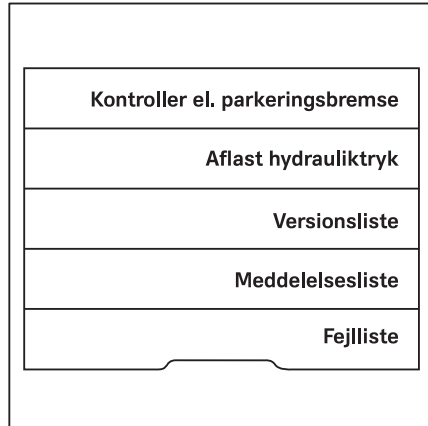 Kontroller el. parkeringsbremse
Aflast hydrauliktryk
Versionsliste
Meddelelsesliste
Fejlliste